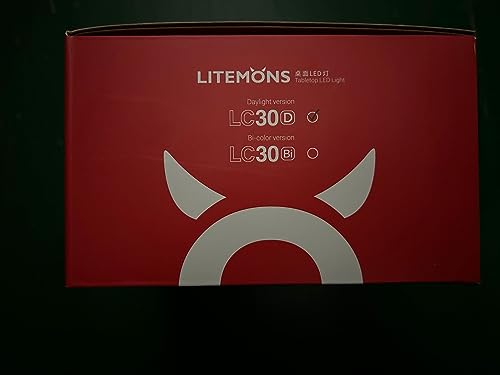 LITEMONS 桌面LED灯
Tabletop LED Light
Daylight version
LC30D
Bi-color version
LC30Bi